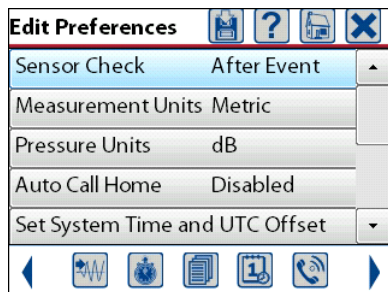 Edit Preferences ?
Sensor Check After Event
Measurement Units Metric
Pressure Units dB
Auto Call Home Disabled
Set System Time and UTC Offset
1